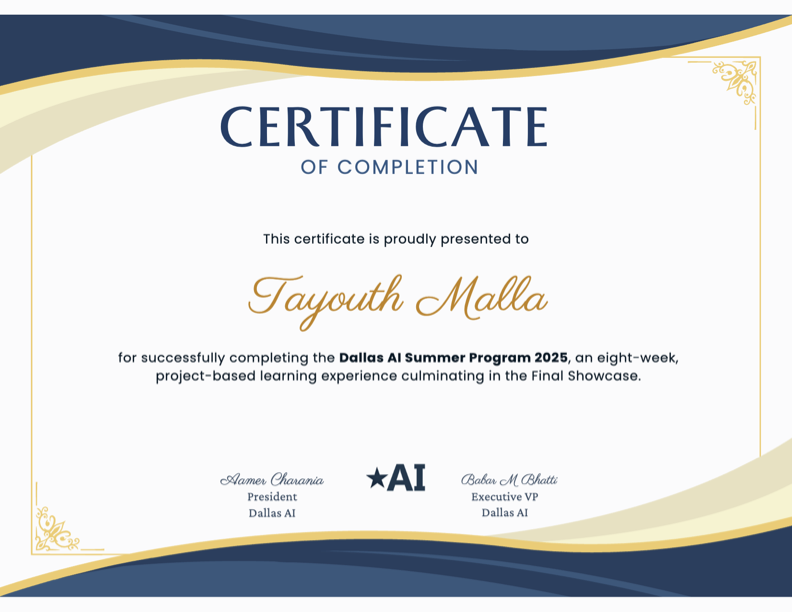 CERTIFICATE
OF COMPLETION
This certificate is proudly presented to
Tayouth Malla
for successfully completing the Dallas AI Summer Program 2025, an eight-week,
project-based learning experience culminating in the Final Showcase.
Aamer Charania
President
Dallas AI
★AI
Babar M Bhatti
Executive VP
Dallas AI